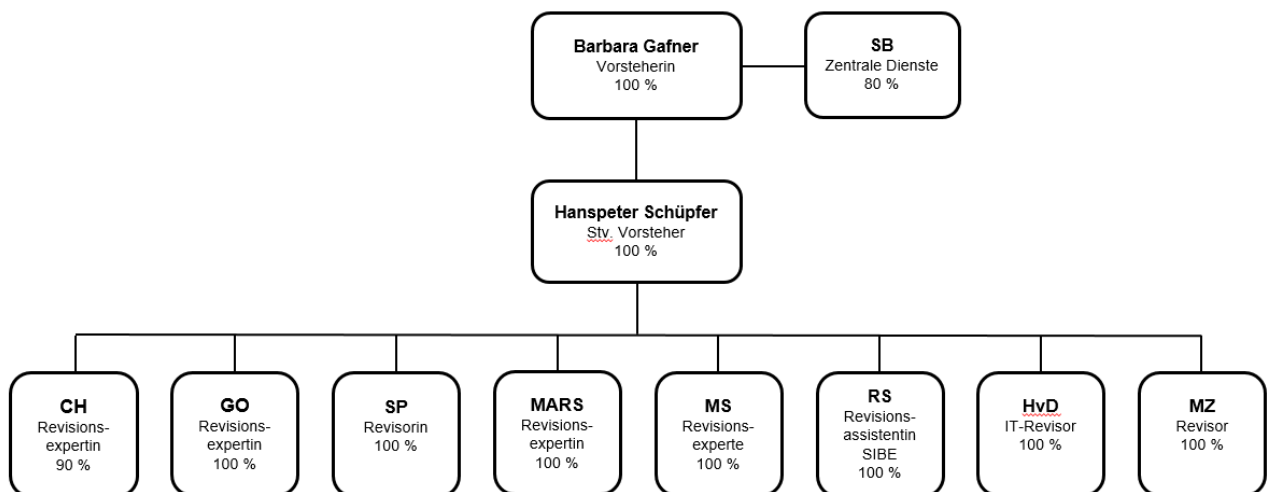 Barbara Gafner
Vorsteherin
100 %
SB
Zentrale Dienste
80 %
Hanspeter Schüpfer
Stv. Vorsteher
100 %
CH
Revisions-
expertin
90 %
GO
Revisions-
expertin
100 %
SP
Revisorin
100 %
MARS
Revisions-
expertin
100 %
MS
Revisions-
experte
100 %
RS
Revisions-
assistentin
SIBE
100 %
HvD
IT-Revisor
100 %
MZ
Revisor
100 %